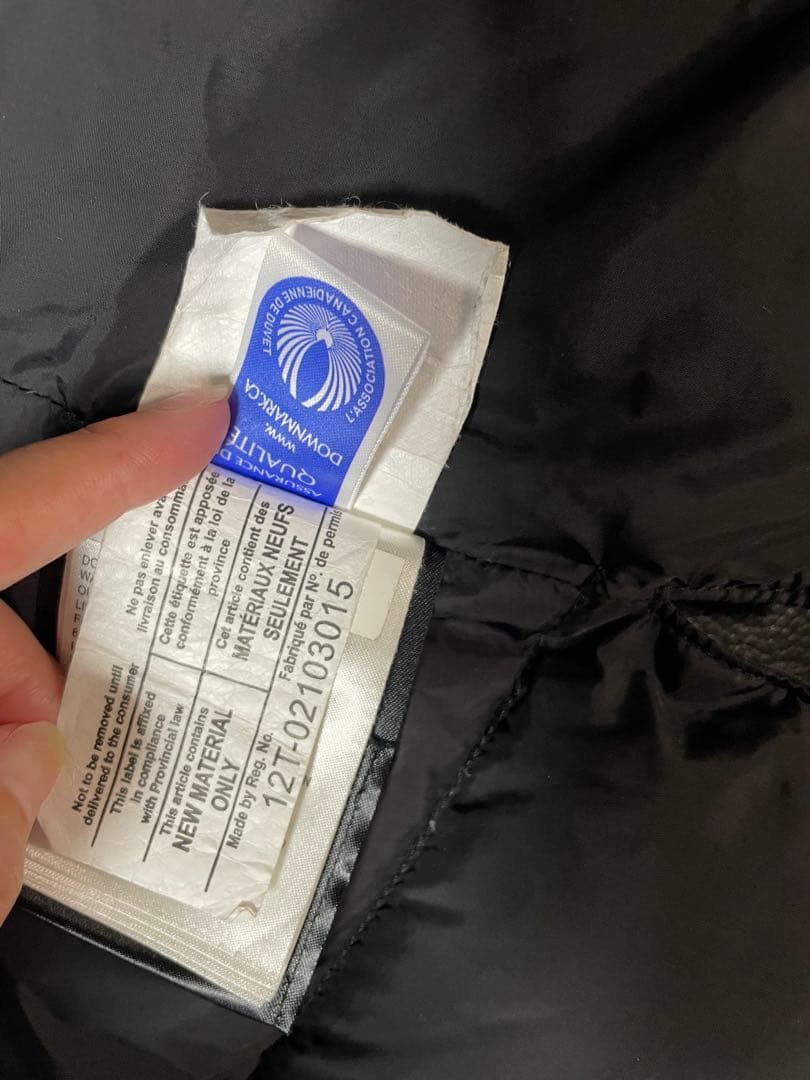 L'ASSOCIATION CANADIENNE DE DUVET
WWW.
DOWNMARK.CA
QUALITÉ
ASSURANCE
Not to be removed until
delivered to the consumer
This label is affixed
in compliance
with Provincial law
This article contains
NEW MATERIAL
ONLY
Made by Reg. No.
Ne pas enlever
livraison au
Cette étiquette est apposée
conformément à la loi de la
province
Cet article contient des
MATÉRIAUX NEUFS
SEULEMENT
Fabriqué par No. de permis
12T-02103015